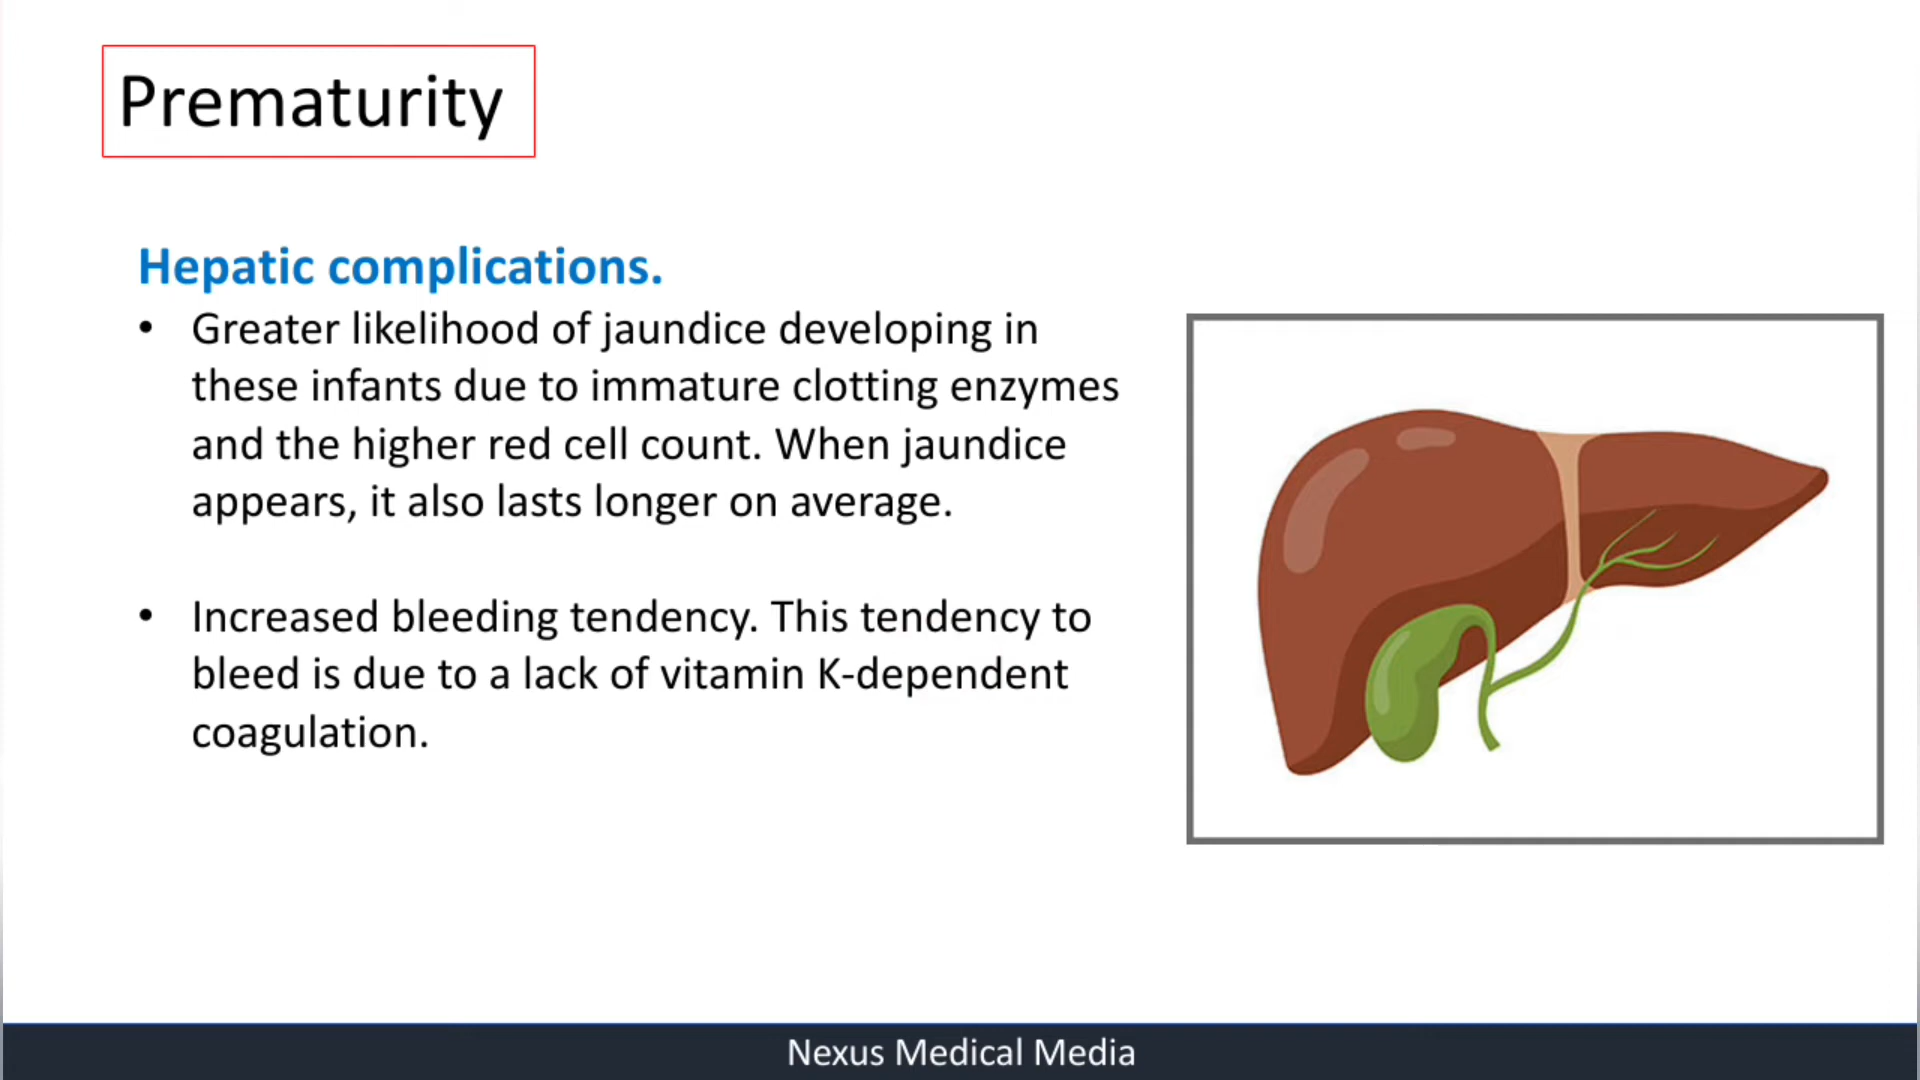 Prematurity
Hepatic complications.
• Greater likelihood of jaundice developing in
these infants due to immature clotting enzymes
and the higher red cell count. When jaundice
appears, it also lasts longer on average.
• Increased bleeding tendency. This tendency to
bleed is due to a lack of vitamin K-dependent
coagulation.
Nexus Medical Media